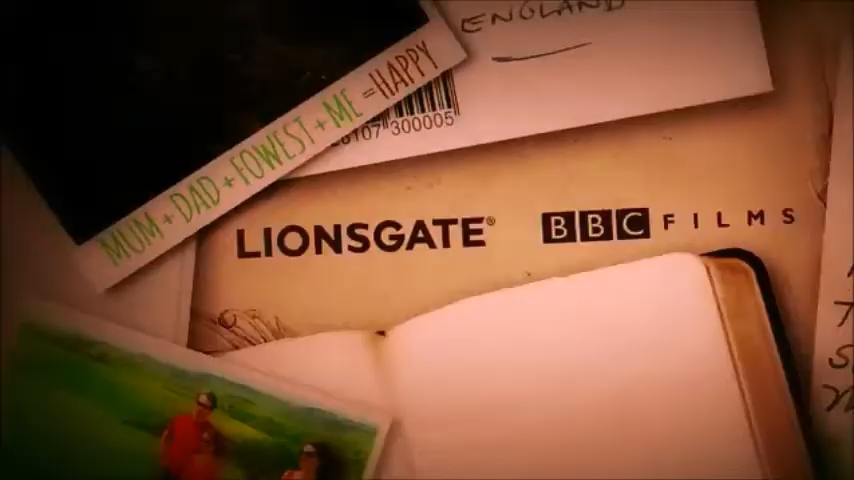 ENGLAND
MUM+DAD+FOWEST+ME=HAPPY
6107 300005
LIONSGATE®
BBC FILMS